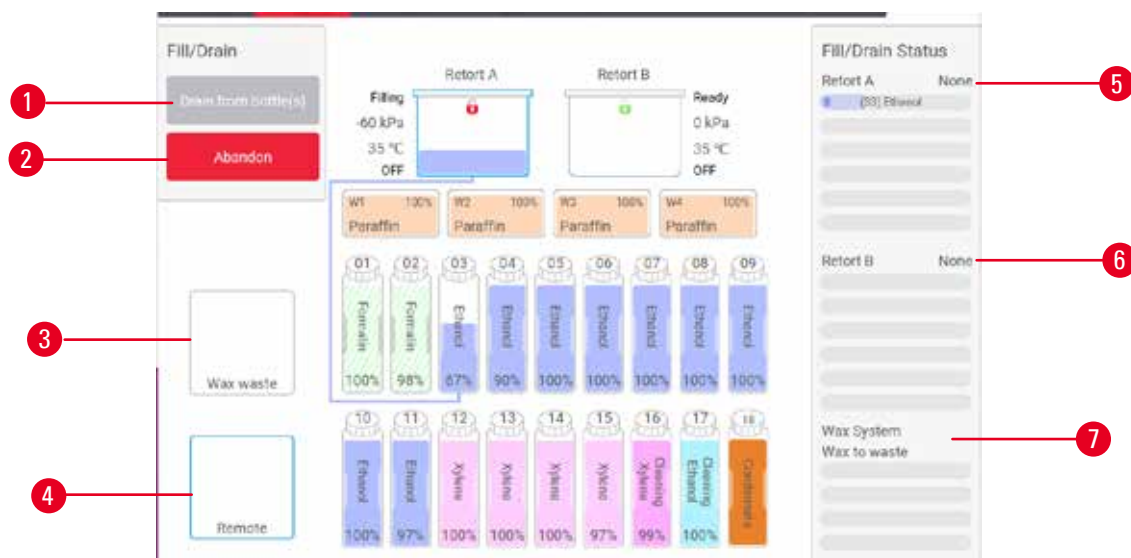 Fill/Drain
Drain from bottle(s)
Abandon
1
2
3
Wax waste
4
Remote
Retort A
Retort B
Filling
-60 kPa
35 °C
OFF
Ready
0 kPa
35 °C
OFF
W1 100%
Paraffin
W2 100%
Paraffin
W3 100%
Paraffin
W4 100%
Paraffin
01 02 03 04 05 06 07 08 09
Formalin Formalin Ethanol Ethanol Ethanol Ethanol Ethanol Ethanol Ethanol
100% 98% 67% 90% 100% 100% 100% 100% 100%
10 11 12 13 14 15 16 17 18
Ethanol Ethanol Xylene Xylene Xylene Xylene Cleaning Xylene Cleaning Ethanol Condensate
100% 97% 100% 100% 100% 97% 99% 100%
Fill/Drain Status
Retort A None
(S3) Ethanol
Retort B None
Wax System
Wax to waste
5
6
7